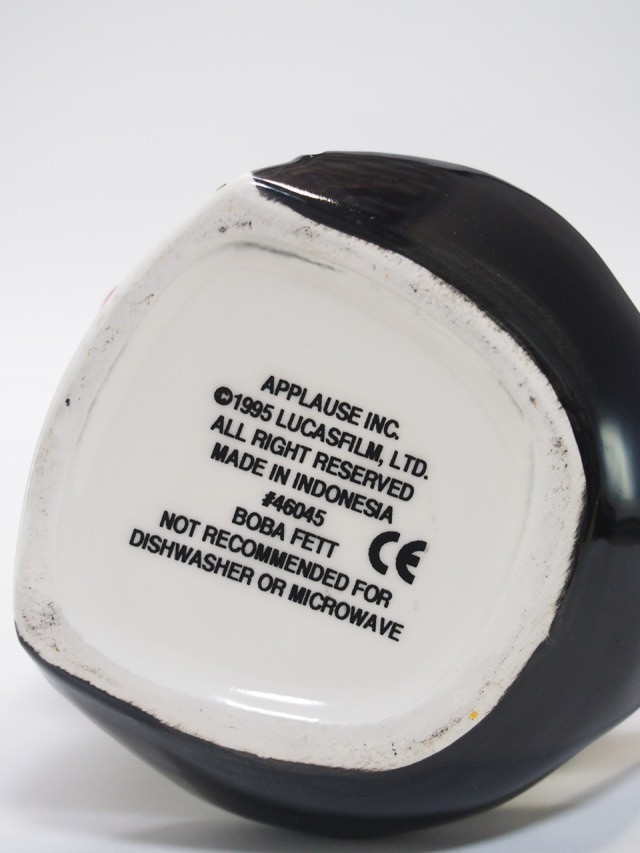 APPLAUSE INC.
©1995 LUCASFILM, LTD.
ALL RIGHT RESERVED
MADE IN INDONESIA
#46045
BOBA FETT
NOT RECOMMENDED FOR
DISHWASHER OR MICROWAVE
CE